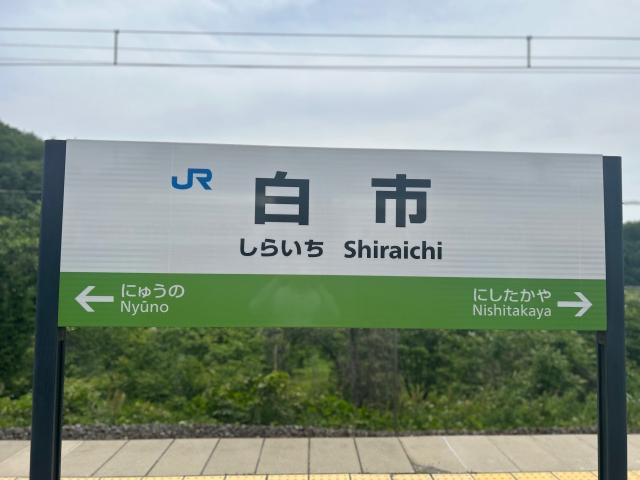 JR 白市
しらいち Shiraichi
← にゅうの
Nyūno
にしたかや →
Nishitakaya